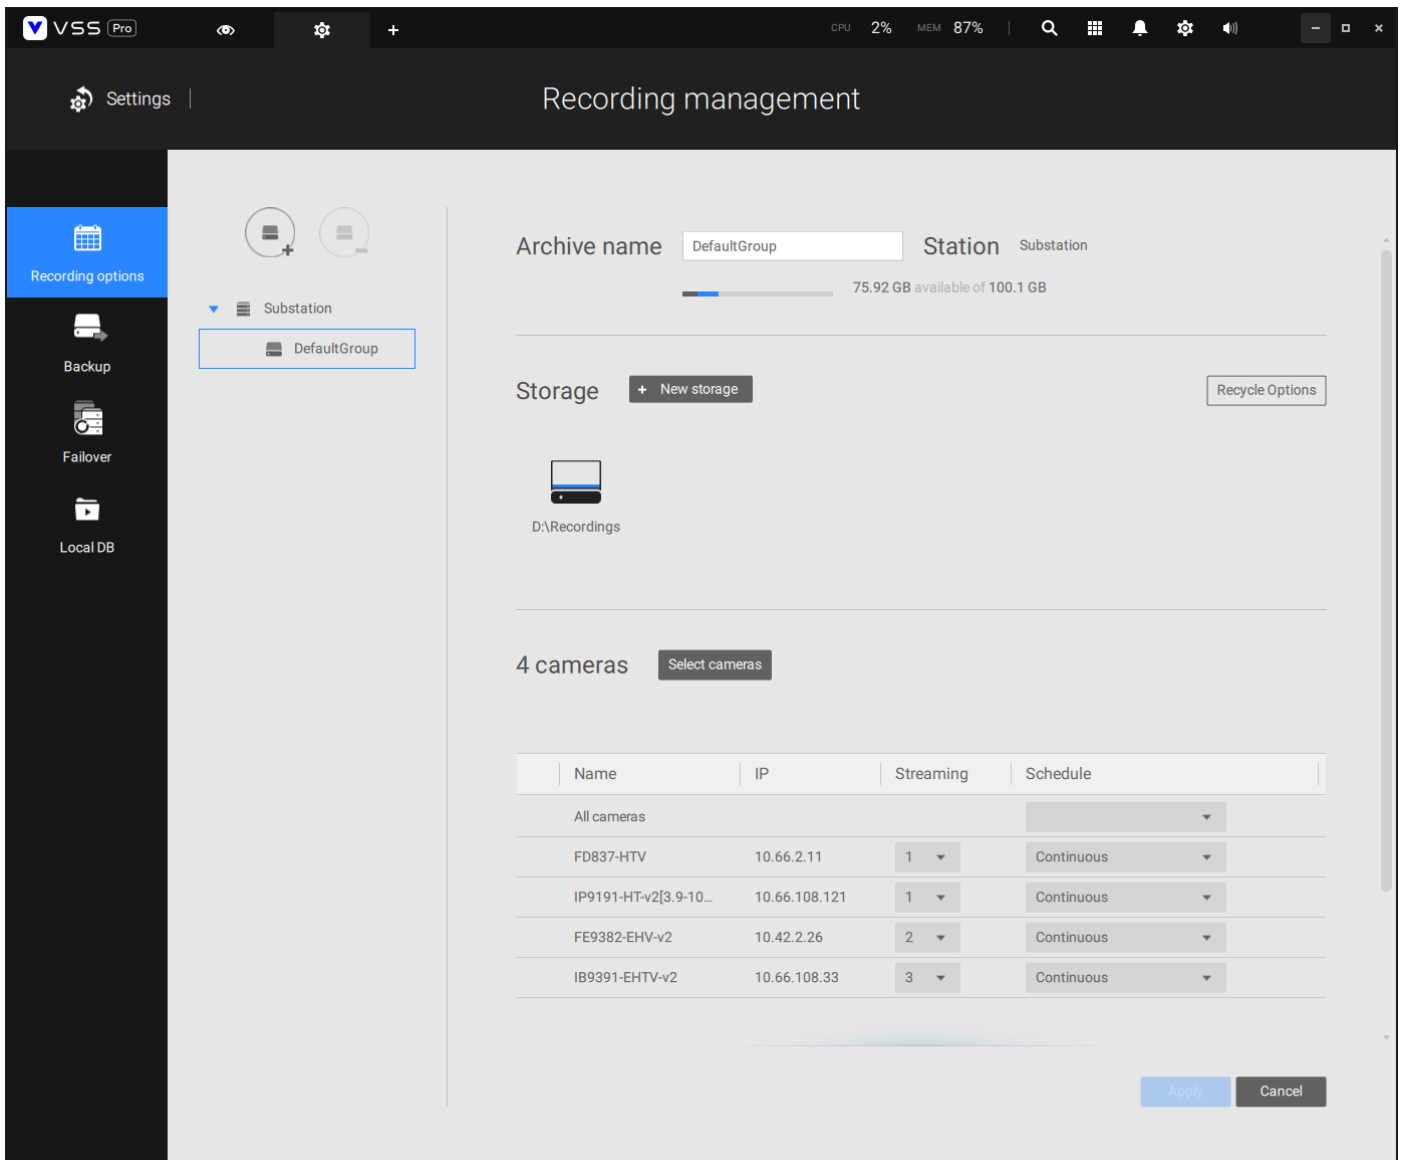 VSS Pro
CPU 2% MEM 87%
Settings
Recording management
Recording options
Backup
Failover
Local DB
Substation
DefaultGroup
Archive name DefaultGroup Station Substation
75.92 GB available of 100.1 GB
Storage + New storage Recycle Options
D:\Recordings
4 cameras Select cameras
Name IP Streaming Schedule
All cameras
FD837-HTV 10.66.2.11 1 Continuous
IP9191-HT-v2[3.9-10... 10.66.108.121 1 Continuous
FE9382-EHV-v2 10.42.2.26 2 Continuous
IB9391-EHTV-v2 10.66.108.33 3 Continuous
Apply Cancel